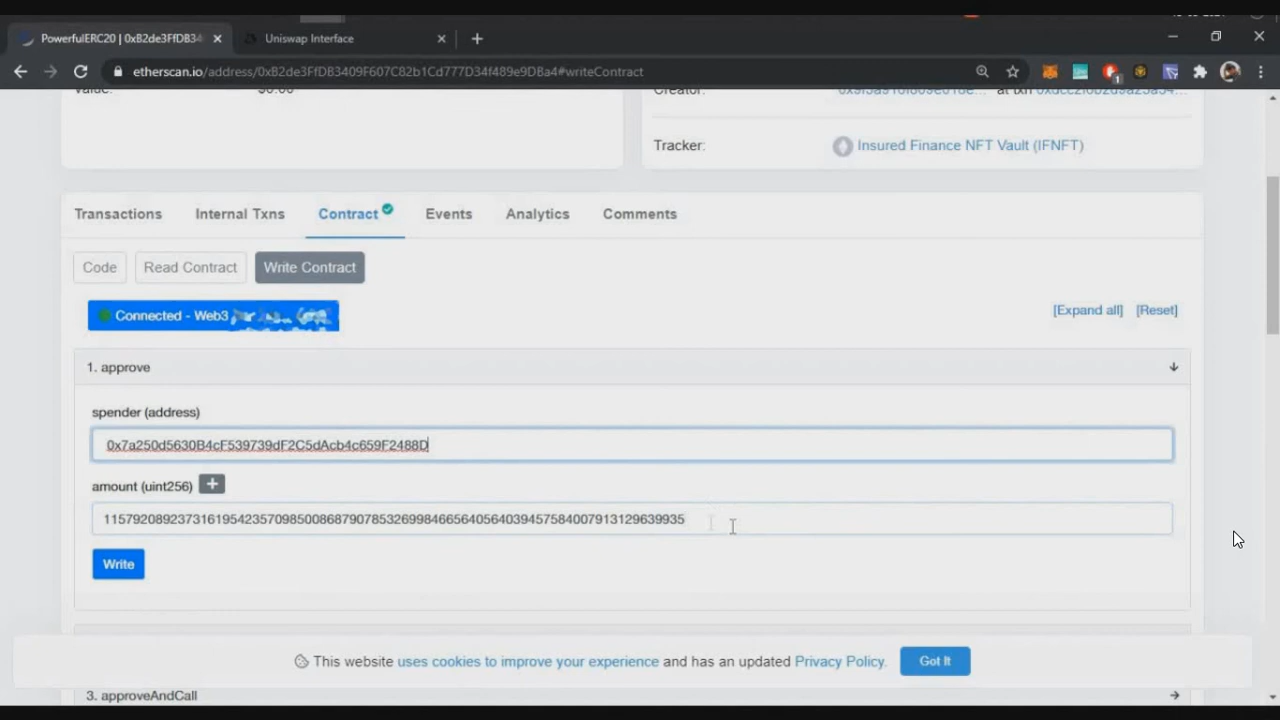 PowerfulERC20 | 0xB2de3FfDB34
Uniswap Interface
etherscan.io/address/0xB2de3FfDB3409F607C82b1Cd777D34f489e9DBa4#writeContract
1
Value: $0.00
Creator: at txn
Tracker: Insured Finance NFT Vault (IFNFT)
Transactions Internal Txns Contract Events Analytics Comments
Code Read Contract Write Contract
Connected - Web3
[Expand all] [Reset]
1. approve
spender (address)
0x7a250d5630B4cF539739dF2C5dAcb4c659F2488D
amount (uint256) +
115792089237316195423570985008687907853269984665640564039457584007913129639935
Write
This website uses cookies to improve your experience and has an updated Privacy Policy.
Got It
3. approveAndCall